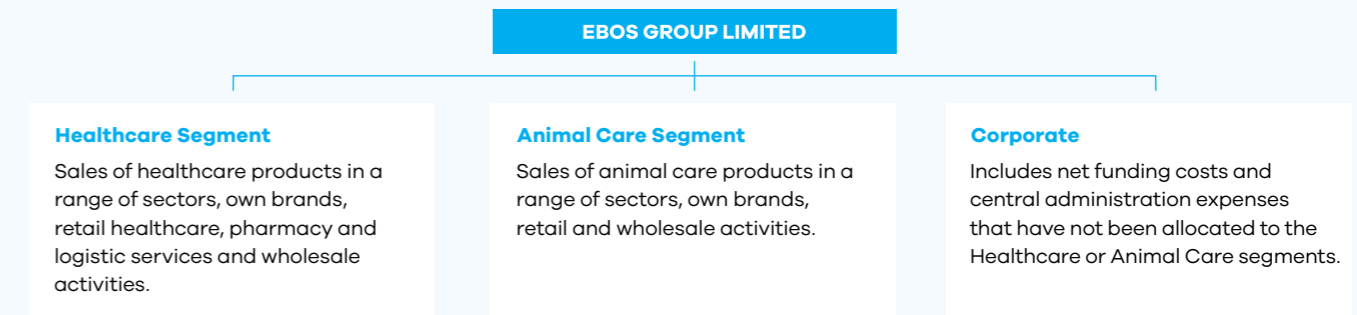 EBOS GROUP LIMITED
Healthcare Segment
Sales of healthcare products in a
range of sectors, own brands,
retail healthcare, pharmacy and
logistic services and wholesale
activities.
Animal Care Segment
Sales of animal care products in a
range of sectors, own brands,
retail and wholesale activities.
Corporate
Includes net funding costs and
central administration expenses
that have not been allocated to the
Healthcare or Animal Care segments.